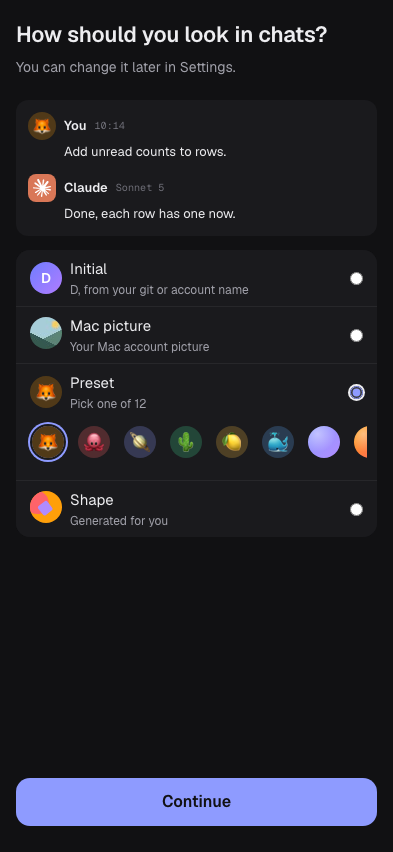 How should you look in chats?
You can change it later in Settings.
You 10:14
Add unread counts to rows.
Claude Sonnet 5
Done, each row has one now.
D
Initial
D, from your git or account name
Mac picture
Your Mac account picture
Preset
Pick one of 12
Shape
Generated for you
Continue